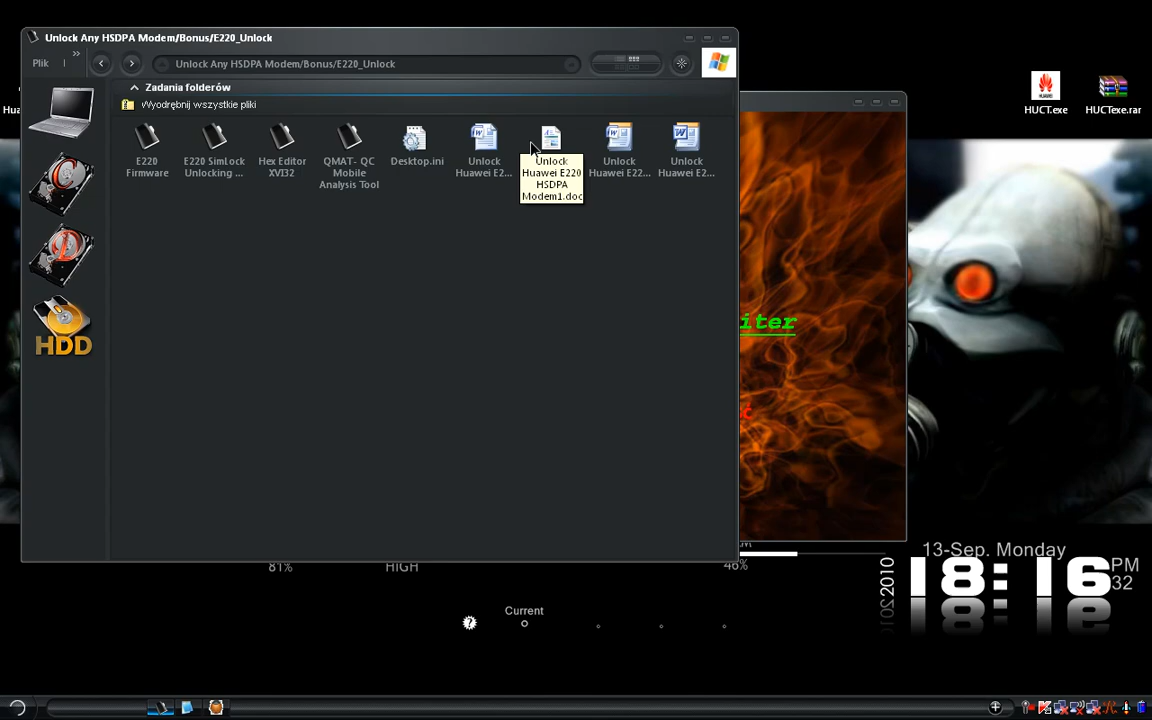 Unlock Any HSDPA Modem/Bonus/E220_Unlock
Plik
»
Unlock Any HSDPA Modem/Bonus/E220_Unlock
Zadania folderów
Wyodrębnij wszystkie pliki
E220
Firmware
E220 SimLock
Unlocking ...
Hex Editor
XVI32
QMAT- QC
Mobile
Analysis Tool
Desktop.ini
Unlock
Huawei E2...
Unlock
Huawei E220
HSDPA
Modem1.doc
Unlock
Huawei E22...
Unlock
Huawei E2...
HDD
HUAWEI
HUCT.exe
HUCTexe.rar
Hua
iter
ć
81%
HIGH
46%
Current
13-Sep. Monday
2010
18:16
PM
32